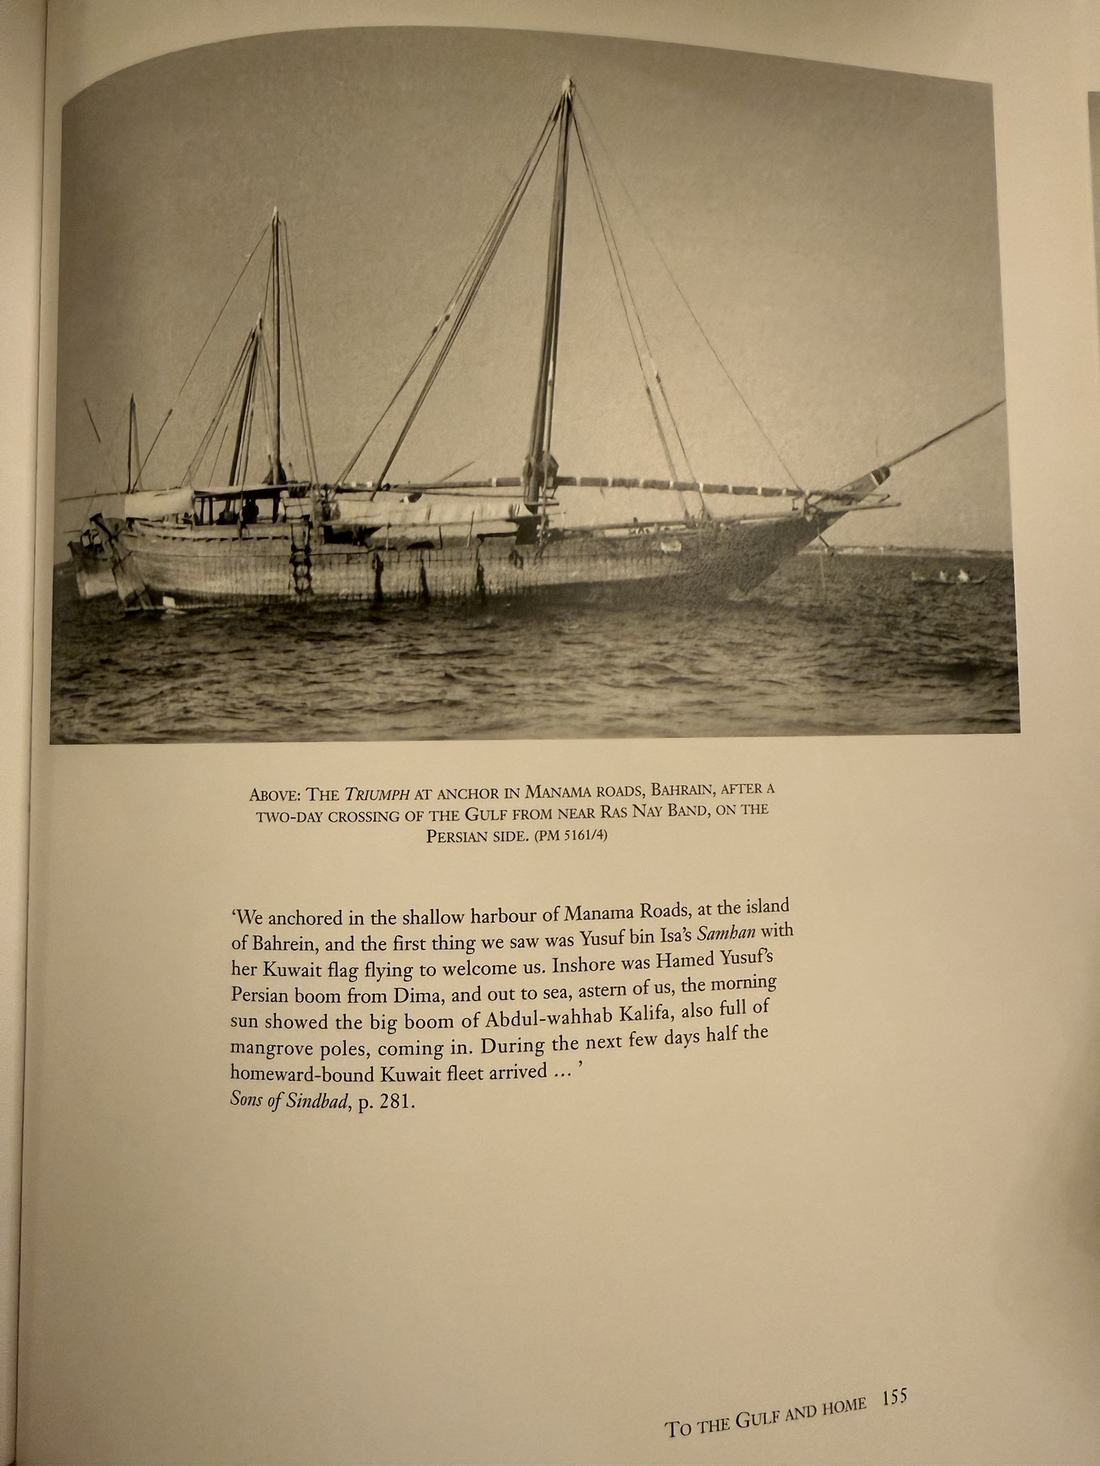 ABOVE: THE TRIUMPH AT ANCHOR IN MANAMA ROADS, BAHRAIN, AFTER A
TWO-DAY CROSSING OF THE GULF FROM NEAR RAS NAY BAND, ON THE
PERSIAN SIDE. (PM 5161/4)
‘We anchored in the shallow harbour of Manama Roads, at the island
of Bahrein, and the first thing we saw was Yusuf bin Isa’s Samhan with
her Kuwait flag flying to welcome us. Inshore was Hamed Yusuf’s
Persian boom from Dima, and out to sea, astern of us, the morning
sun showed the big boom of Abdul-wahhab Kalifa, also full of
mangrove poles, coming in. During the next few days half the
homeward-bound Kuwait fleet arrived … ’
Sons of Sindbad, p. 281.
TO THE GULF AND HOME 155